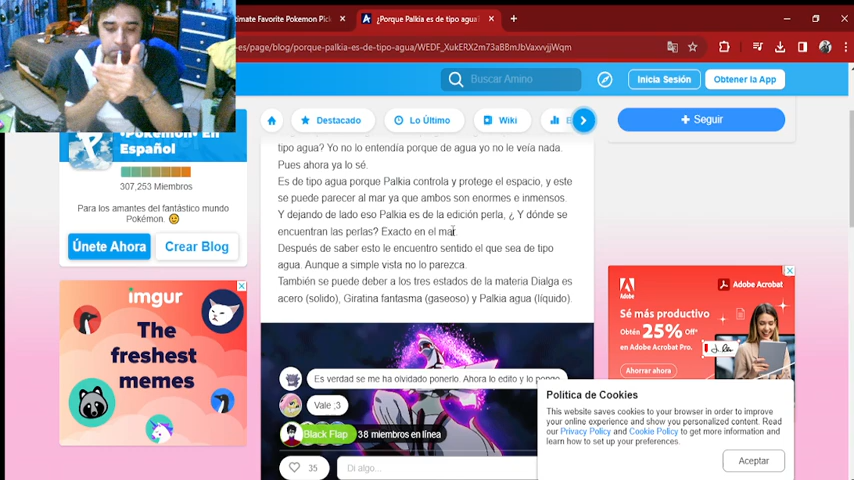 timate Favorite Pokemon Pick
¿Porque Palkia es de tipo agua
es/page/blog/porque-palkia-es-de-tipo-agua/WEDF_XukERX2m73aBBmJbVaxvvjjWqm
Buscar Amino
Inicia Sesión
Obtener la App
Destacado
Lo Último
Wiki
Seguir
•Pokémon• En
Español
307,253 Miembros
Para los amantes del fantástico mundo
Pokémon.
Únete Ahora
Crear Blog
tipo agua? Yo no lo entendía porque de agua yo no le veía nada.
Pues ahora ya lo sé.
Es de tipo agua porque Palkia controla y protege el espacio, y este
se puede parecer al mar ya que ambos son enormes e inmensos.
Y dejando de lado eso Palkia es de la edición perla, ¿ Y dónde se
encuentran las perlas? Exacto en el mar.
Después de saber esto le encuentro sentido el que sea de tipo
agua. Aunque a simple vista no lo parezca.
También se puede deber a los tres estados de la materia Dialga es
acero (solido), Giratina fantasma (gaseoso) y Palkia agua (líquido).
imgur
The
freshest
memes
Adobe
Adobe Acrobat
Sé más productivo
Obtén 25% off
en Adobe Acrobat Pro.
Ahorrar ahora
Es verdad se me ha olvidado ponerlo. Ahora lo edito y lo pongo
Vale ,3
Black Flap
38 miembros en línea
35
Di algo...
Política de Cookies
This website saves cookies to your browser in order to improve
your online experience and show you personalized content. Read
our Privacy Policy and Cookie Policy to get more information and
learn how to set up your preferences.
Aceptar